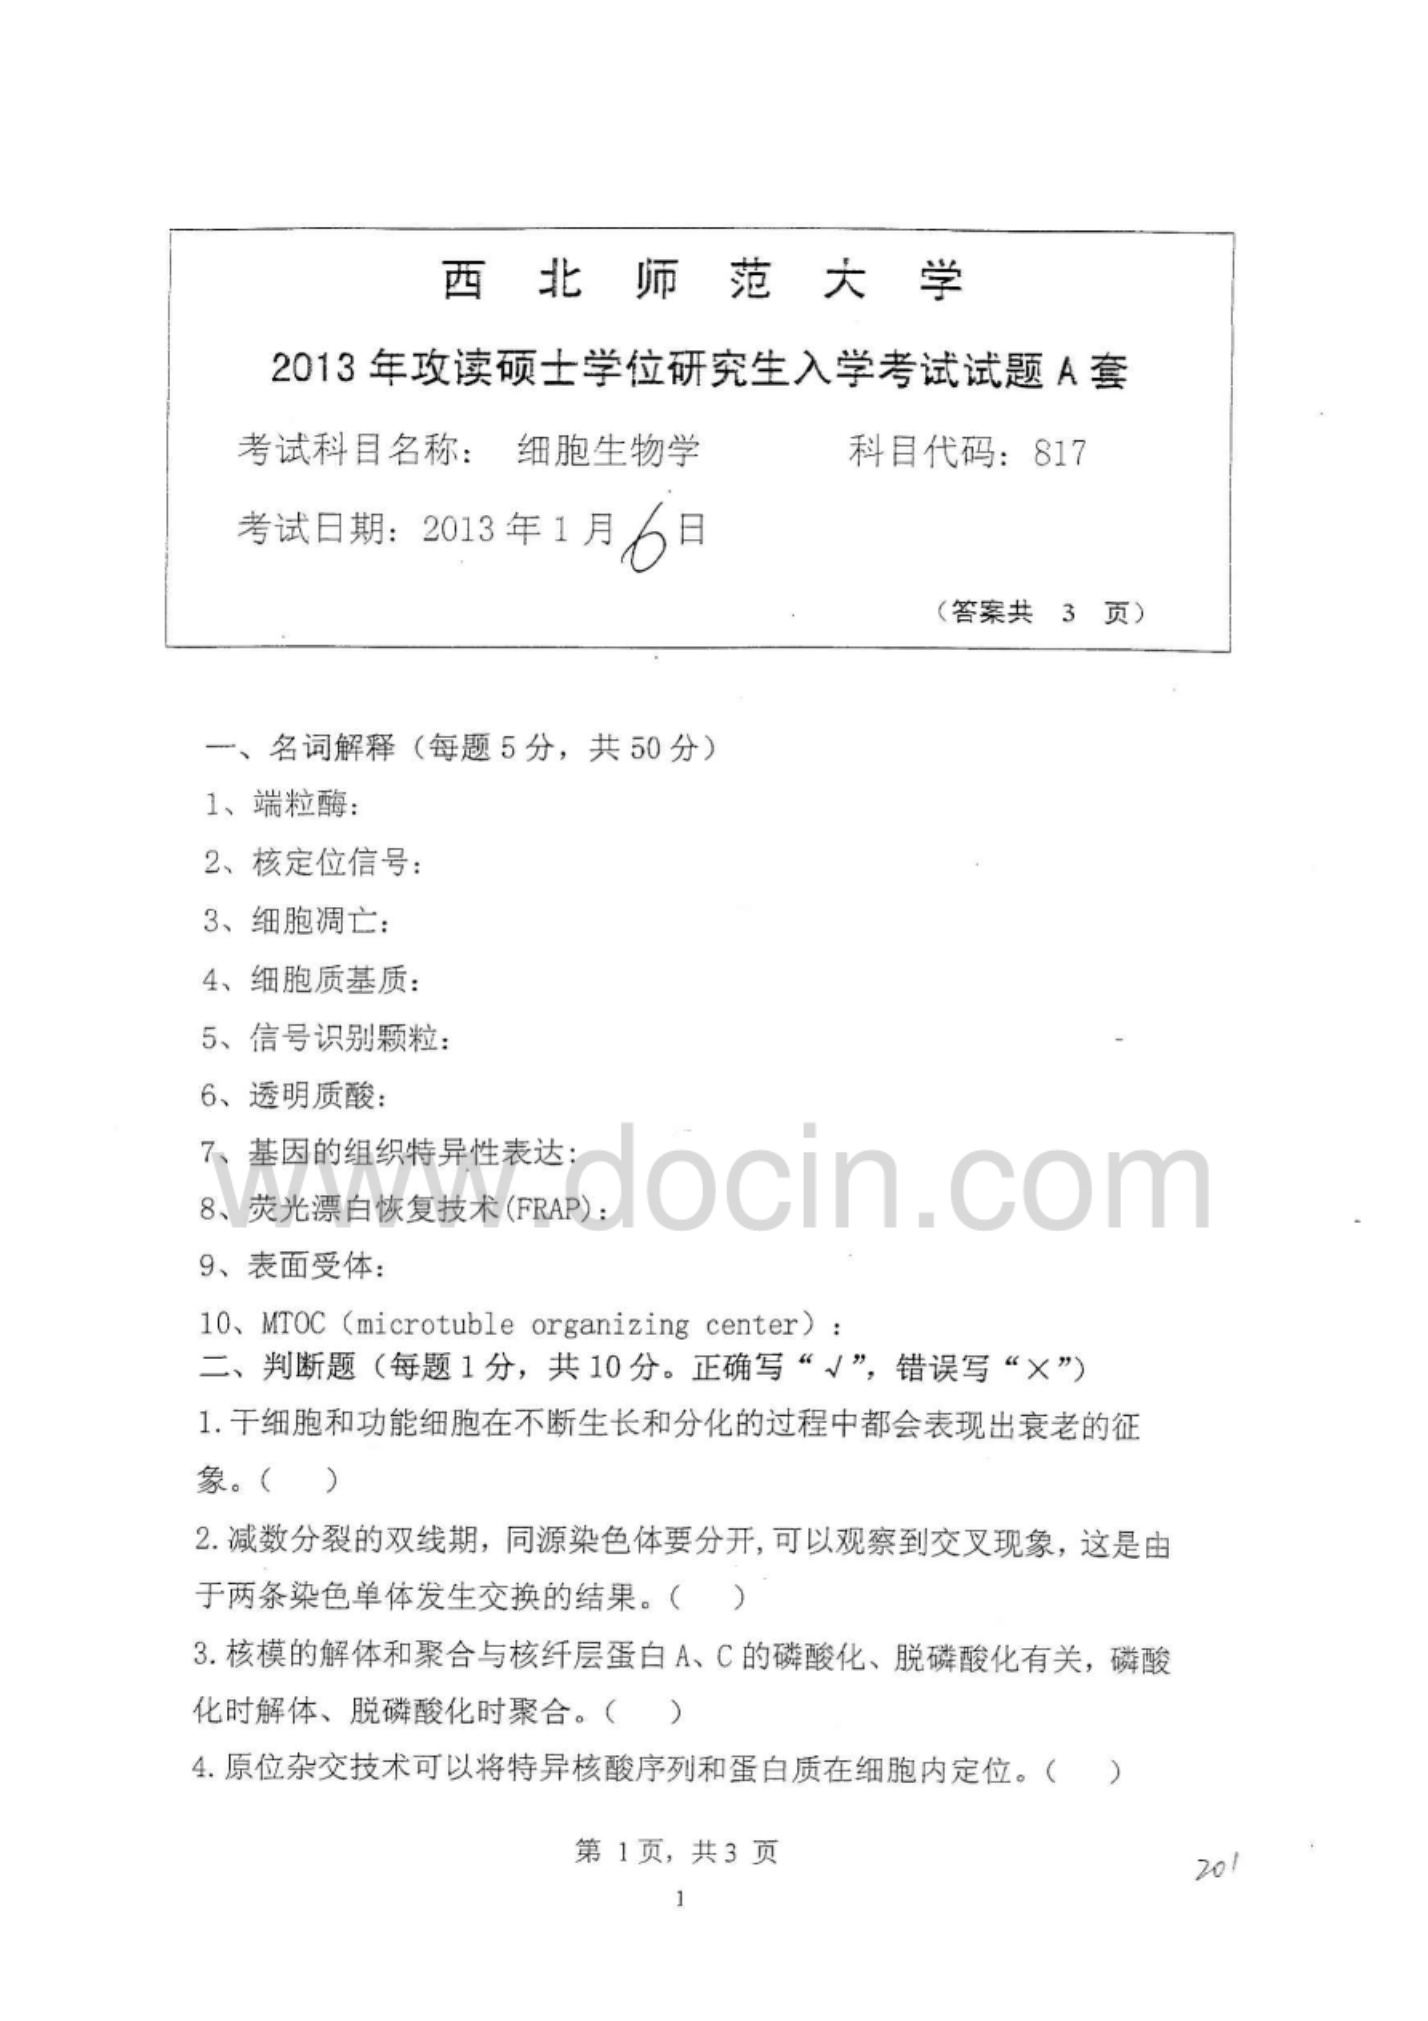 西北师范大学
2013年攻读硕士学位研究生入学考试试题A套
考试科目名称： 细胞生物学 科目代码：817
考试日期：2013年1月6日
（答案共 3 页）
一、名词解释（每题5分，共50分）
1、端粒酶：
2、核定位信号：
3、细胞凋亡：
4、细胞质基质：
5、信号识别颗粒：
6、透明质酸：
7、基因的组织特异性表达：
8、荧光漂白恢复技术(FRAP)：
9、表面受体：
10、MTOC（microtuble organizing center）：
二、判断题（每题1分，共10分。正确写“√”，错误写“×”）
1.干细胞和功能细胞在不断生长和分化的过程中都会表现出衰老的征
象。（ ）
2.减数分裂的双线期，同源染色体要分开,可以观察到交叉现象，这是由
于两条染色单体发生交换的结果。（ ）
3.核模的解体和聚合与核纤层蛋白A、C的磷酸化、脱磷酸化有关，磷酸
化时解体、脱磷酸化时聚合。（ ）
4.原位杂交技术可以将特异核酸序列和蛋白质在细胞内定位。（ ）
第 1页，共3 页
201
1
www.docin.com